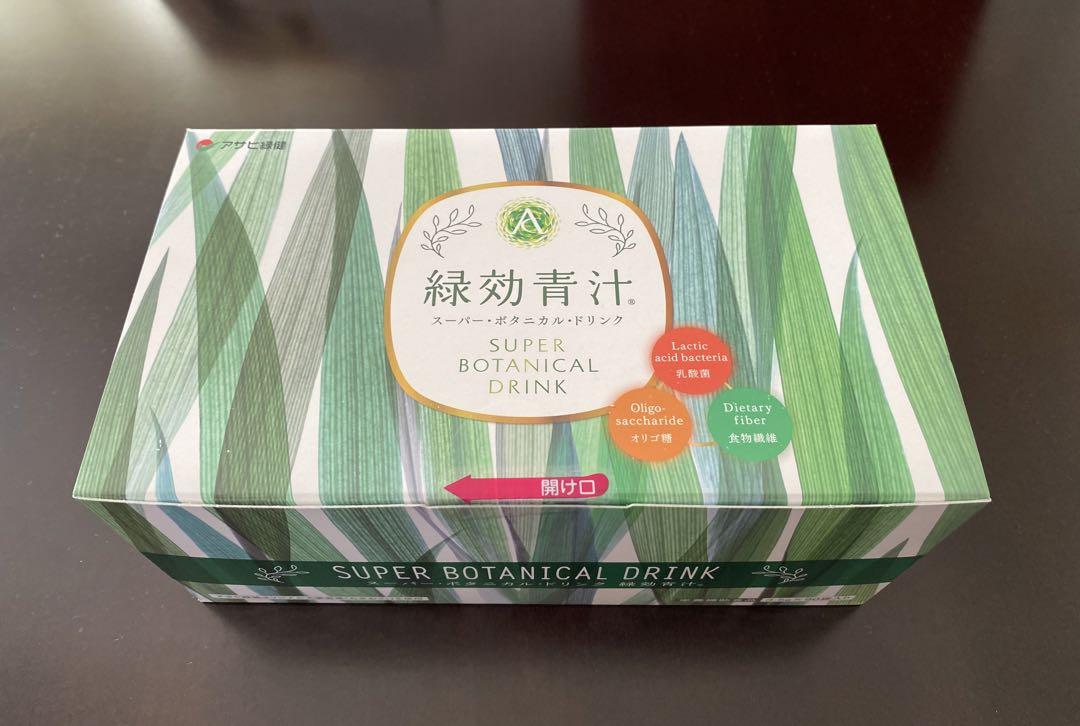 アサヒ緑健
緑効青汁®
スーパー・ボタニカル・ドリンク
SUPER
BOTANICAL
DRINK
Lactic
acid bacteria
乳酸菌
Oligo-
saccharide
オリゴ糖
Dietary
fiber
食物繊維
開け口
SUPER BOTANICAL DRINK
スーパー・ボタニカル・ドリンク 緑効青汁®